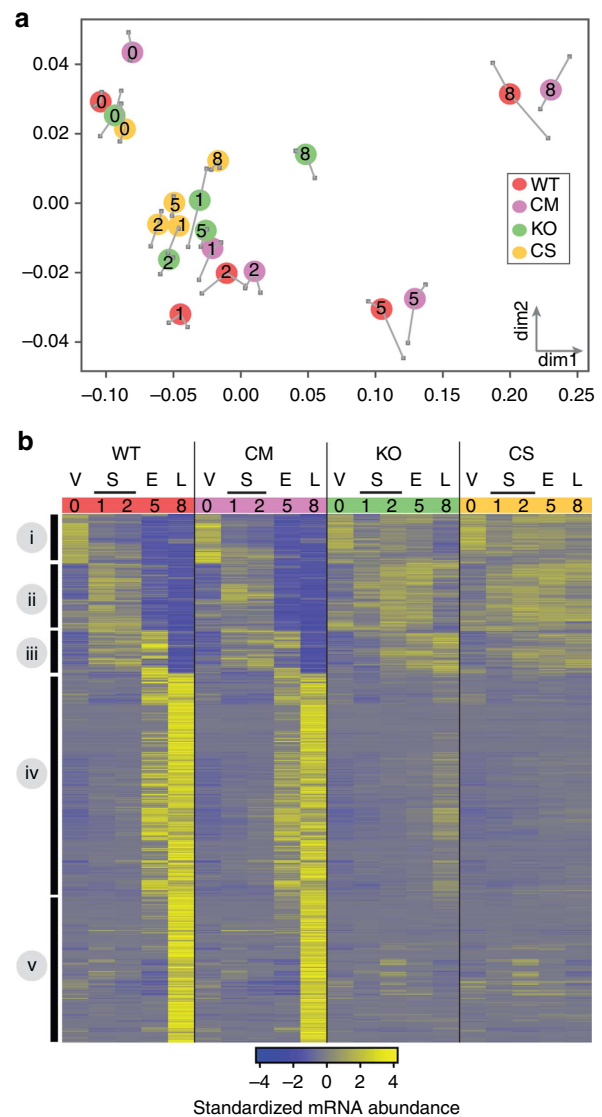 a
0.04
0.02
0.00
−0.02
−0.04
0
0
0
0
8
8
8
8
5
1
2
1
5
2
1
2
2
1
5
5
WT
CM
KO
CS
dim2
dim1
−0.10
−0.05
0.00
0.05
0.10
0.15
0.20
0.25
b
WT CM KO CS
V S E L V S E L V S E L V S E L
0 1 2 5 8 0 1 2 5 8 0 1 2 5 8 0 1 2 5 8
i
ii
iii
iv
v
−4 −2 0 2 4
Standardized mRNA abundance